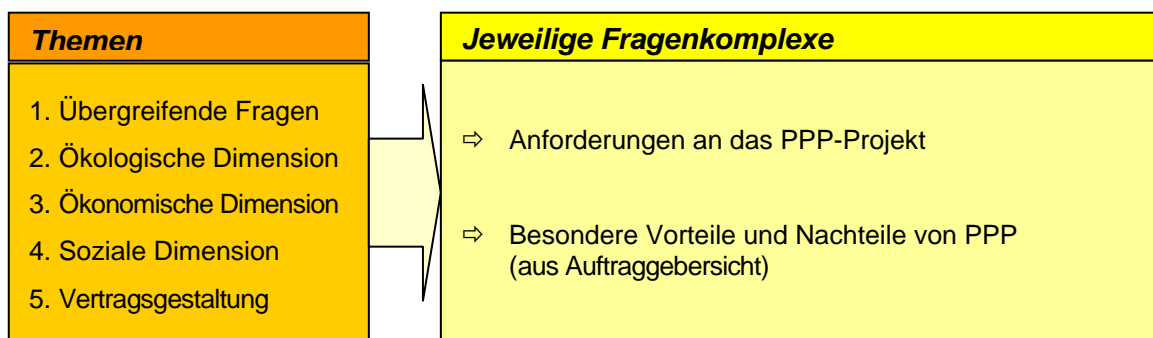 Themen
1. Übergreifende Fragen
2. Ökologische Dimension
3. Ökonomische Dimension
4. Soziale Dimension
5. Vertragsgestaltung
Jeweilige Fragenkomplexe
⇨ Anforderungen an das PPP-Projekt
⇨ Besondere Vorteile und Nachteile von PPP
(aus Auftraggebersicht)